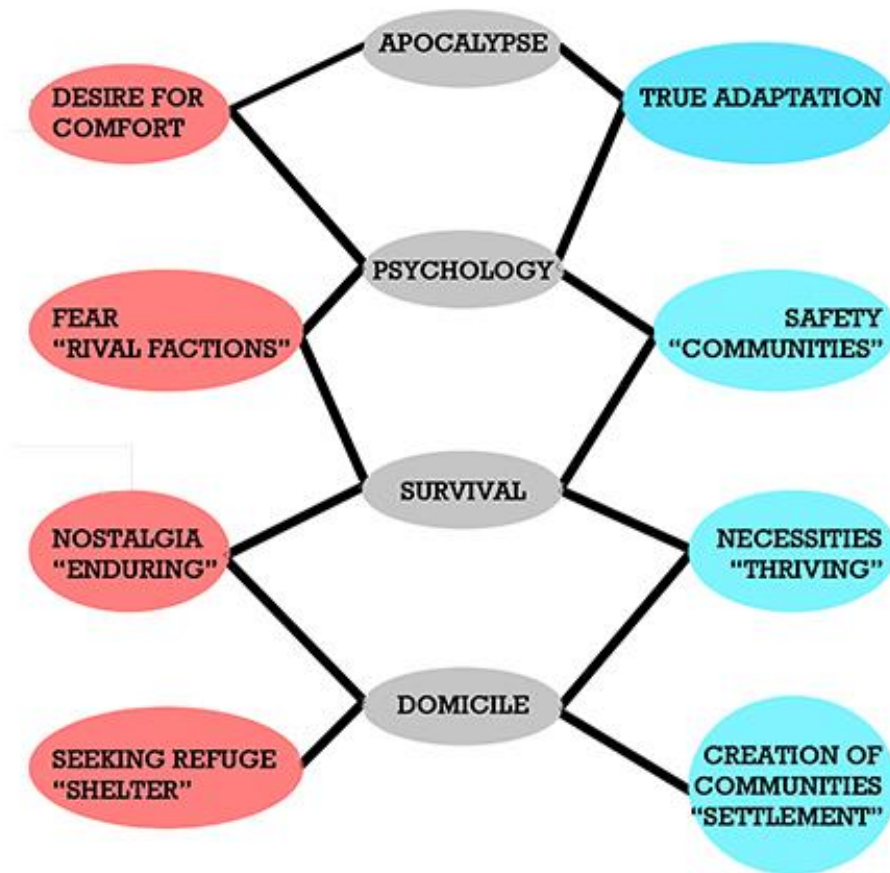 APOCALYPSE
DESIRE FOR
COMFORT
TRUE ADAPTATION
PSYCHOLOGY
FEAR
“RIVAL FACTIONS”
SAFETY
“COMMUNITIES”
SURVIVAL
NOSTALGIA
“ENDURING”
NECESSITIES
“THRIVING”
DOMICILE
SEEKING REFUGE
“SHELTER”
CREATION OF
COMMUNITIES
“SETTLEMENT”